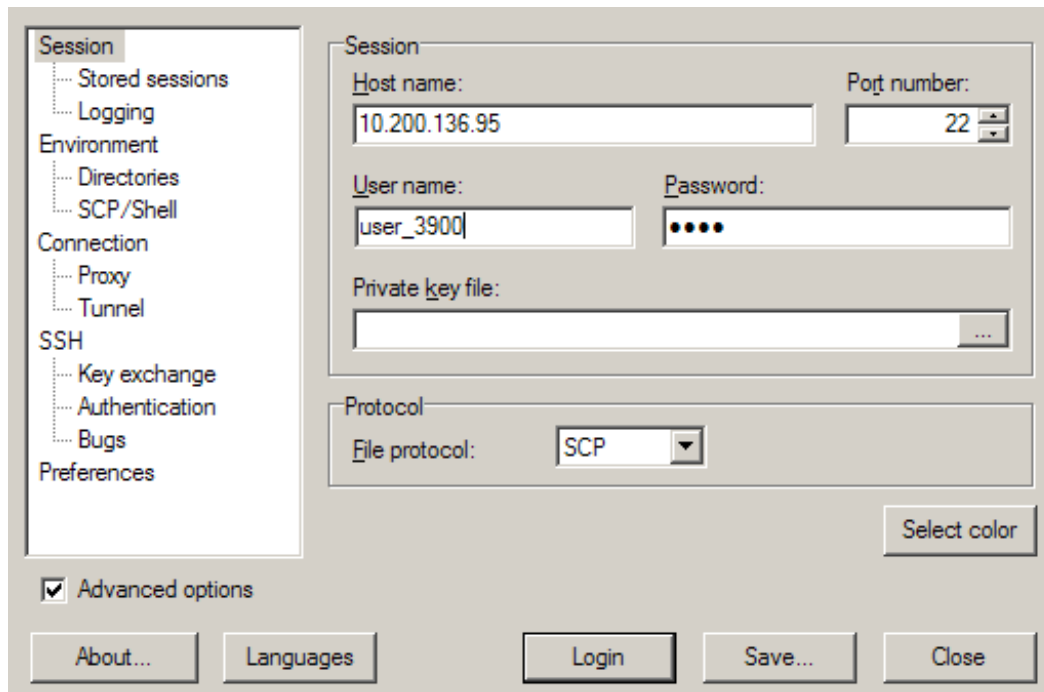 Session
Stored sessions
Logging
Environment
Directories
SCP/Shell
Connection
Proxy
Tunnel
SSH
Key exchange
Authentication
Bugs
Preferences
Session
Host name: Port number:
10.200.136.95 22
User name: Password:
user_3900 ••••
Private key file:
...
Protocol
File protocol: SCP
Select color
Advanced options
About... Languages Login Save... Close